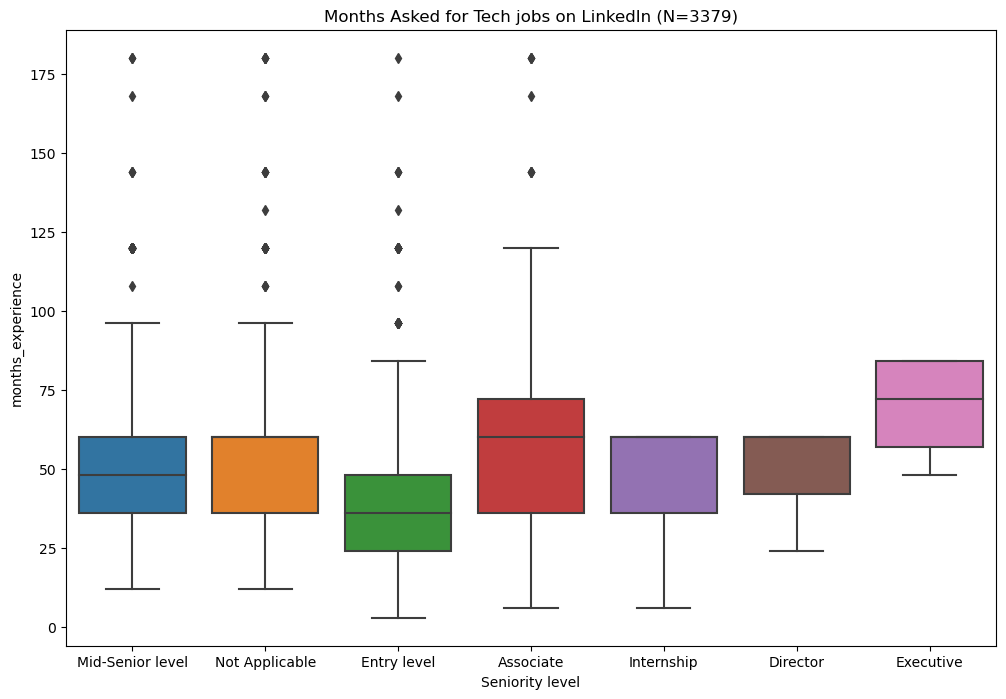 Months Asked for Tech jobs on LinkedIn (N=3379)
months_experience
175
150
125
100
75
50
25
0
Mid-Senior level
Not Applicable
Entry level
Associate
Internship
Director
Executive
Seniority level